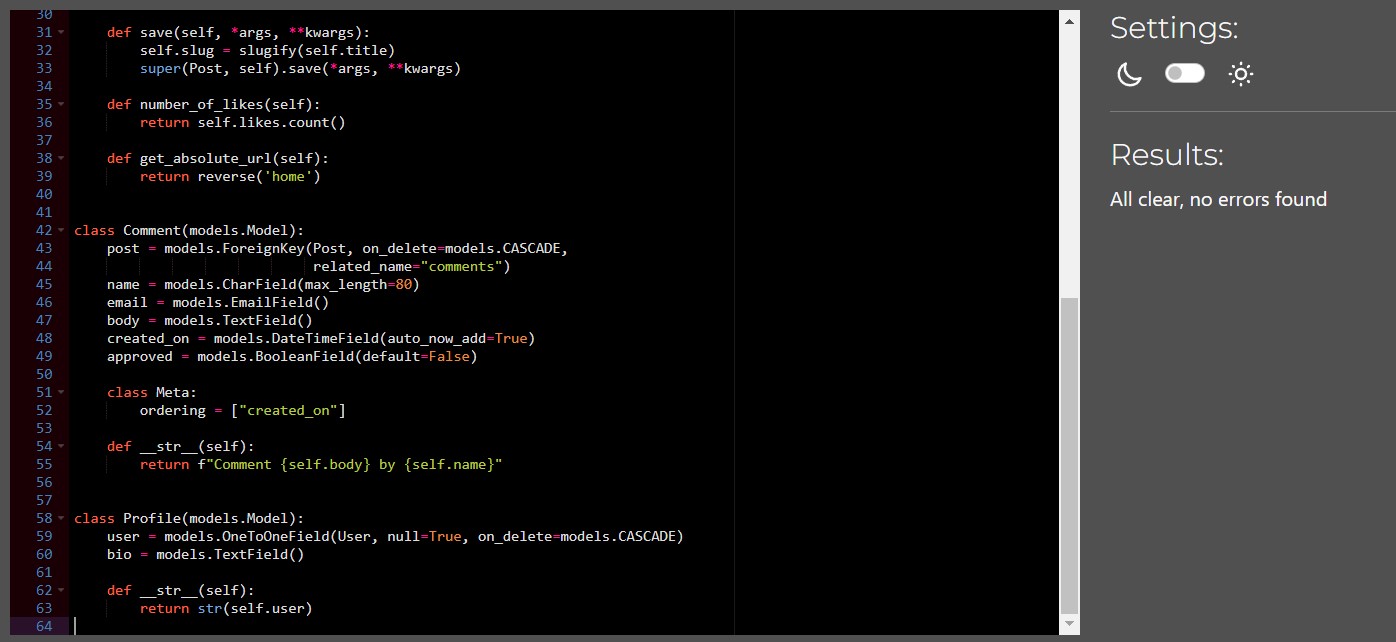 30
31 def save(self, *args, **kwargs):
32 self.slug = slugify(self.title)
33 super(Post, self).save(*args, **kwargs)
34
35 def number_of_likes(self):
36 return self.likes.count()
37
38 def get_absolute_url(self):
39 return reverse('home')
40
41
42 class Comment(models.Model):
43 post = models.ForeignKey(Post, on_delete=models.CASCADE,
44 related_name="comments")
45 name = models.CharField(max_length=80)
46 email = models.EmailField()
47 body = models.TextField()
48 created_on = models.DateTimeField(auto_now_add=True)
49 approved = models.BooleanField(default=False)
50
51 class Meta:
52 ordering = ["created_on"]
53
54 def __str__(self):
55 return f"Comment {self.body} by {self.name}"
56
57
58 class Profile(models.Model):
59 user = models.OneToOneField(User, null=True, on_delete=models.CASCADE)
60 bio = models.TextField()
61
62 def __str__(self):
63 return str(self.user)
64
Settings:
Results:
All clear, no errors found